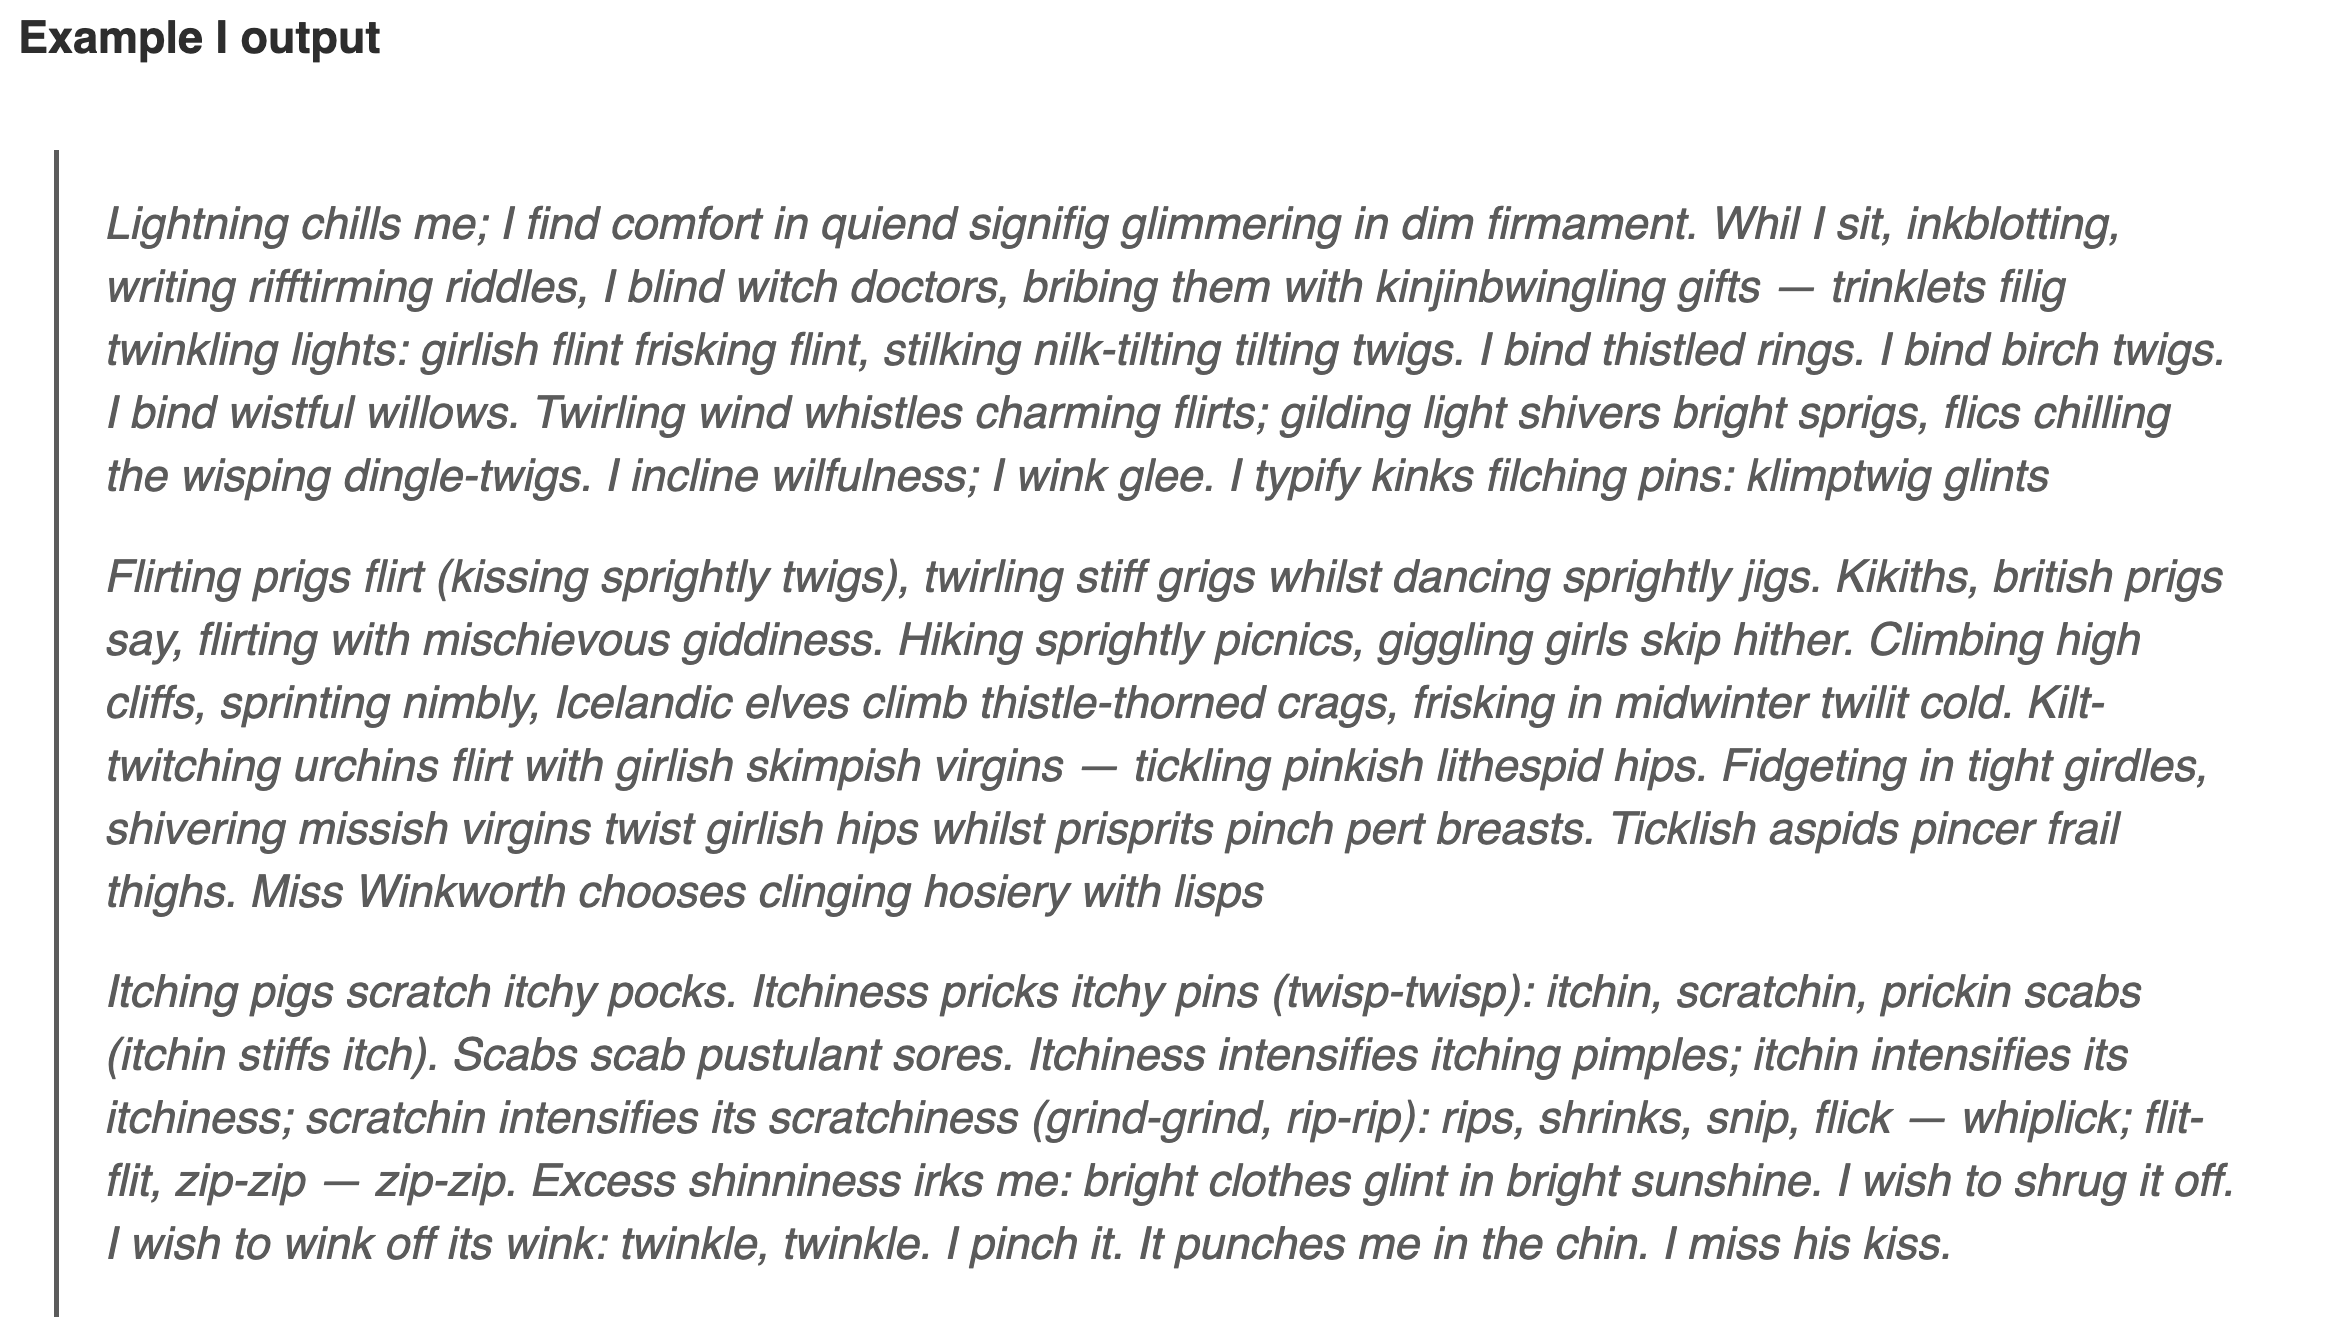 Example I output
Lightning chills me; I find comfort in quiend signifig glimmering in dim firmament. Whil I sit, inkblotting,
writing rifftirming riddles, I blind witch doctors, bribing them with kinjinbwingling gifts — trinklets filig
twinkling lights: girlish flint frisking flint, stilking nilk-tilting tilting twigs. I bind thistled rings. I bind birch twigs.
I bind wistful willows. Twirling wind whistles charming flirts; gilding light shivers bright sprigs, flics chilling
the wisping dingle-twigs. I incline wilfulness; I wink glee. I typify kinks filching pins: klimptwig glints
Flirting prigs flirt (kissing sprightly twigs), twirling stiff grigs whilst dancing sprightly jigs. Kikiths, british prigs
say, flirting with mischievous giddiness. Hiking sprightly picnics, giggling girls skip hither. Climbing high
cliffs, sprinting nimbly, Icelandic elves climb thistle-thorned crags, frisking in midwinter twilit cold. Kilt-
twitching urchins flirt with girlish skimpish virgins — tickling pinkish lithespid hips. Fidgeting in tight girdles,
shivering missish virgins twist girlish hips whilst prisprits pinch pert breasts. Ticklish aspids pincer frail
thighs. Miss Winkworth chooses clinging hosiery with lisps
Itching pigs scratch itchy pocks. Itchiness pricks itchy pins (twisp-twisp): itchin, scratchin, prickin scabs
(itchin stiffs itch). Scabs scab pustulant sores. Itchiness intensifies itching pimples; itchin intensifies its
itchiness; scratchin intensifies its scratchiness (grind-grind, rip-rip): rips, shrinks, snip, flick — whiplick; flit-
flit, zip-zip — zip-zip. Excess shinniness irks me: bright clothes glint in bright sunshine. I wish to shrug it off.
I wish to wink off its wink: twinkle, twinkle. I pinch it. It punches me in the chin. I miss his kiss.